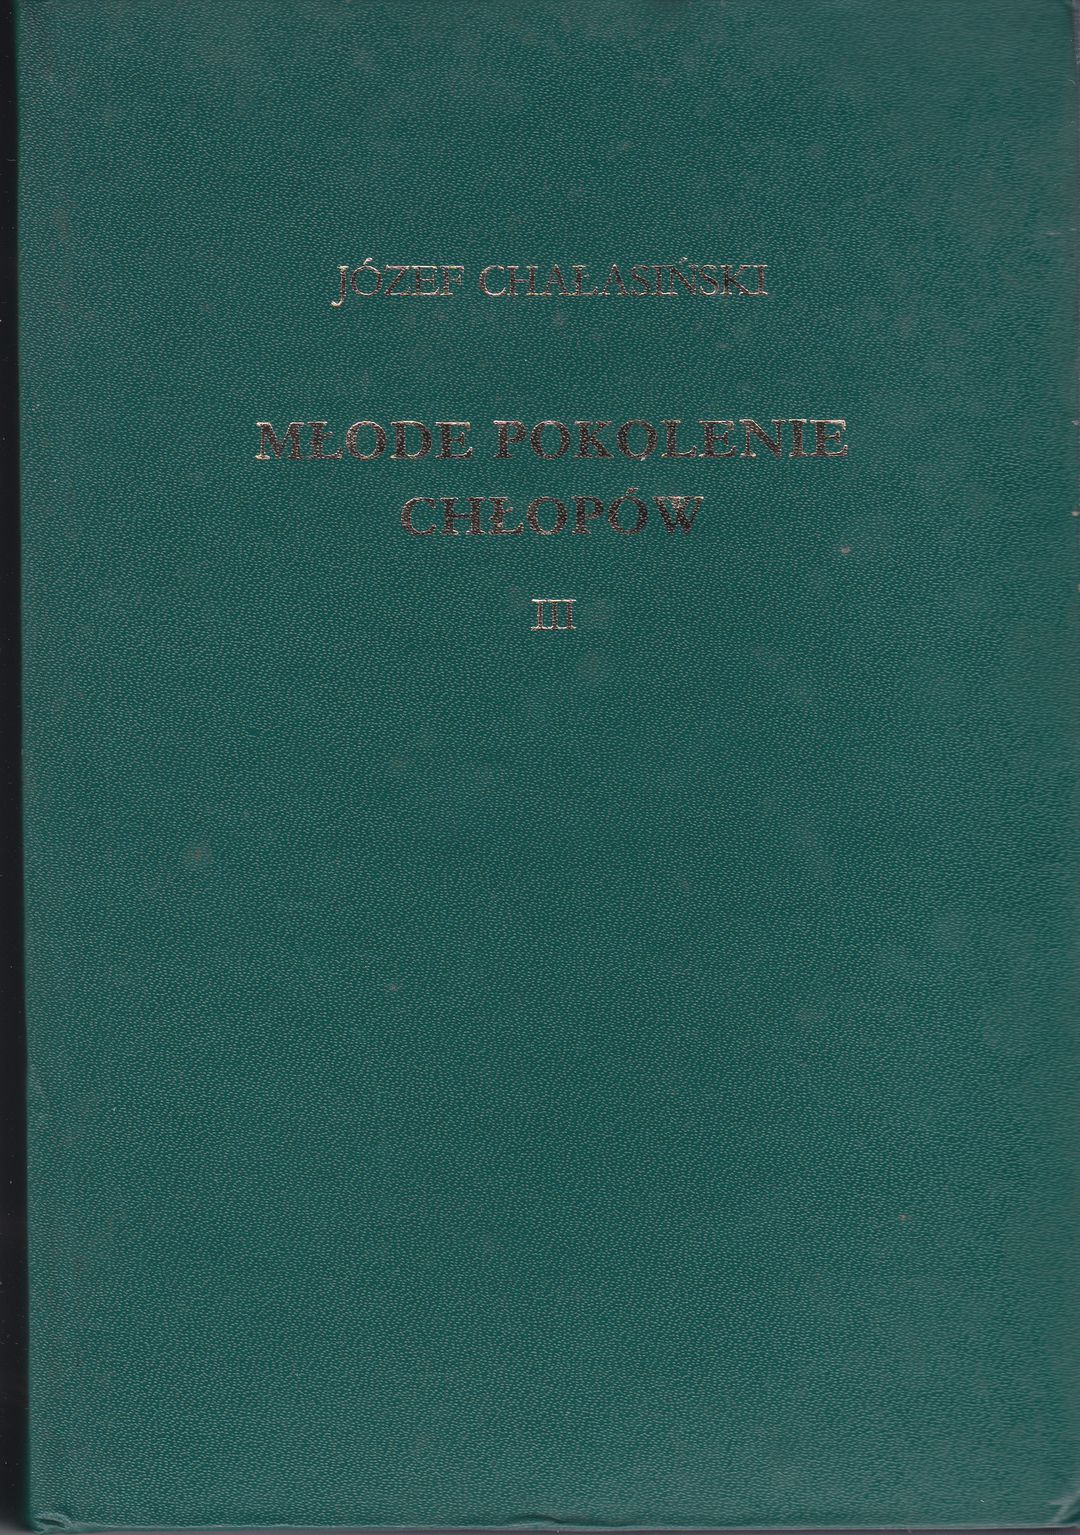 JÓZEF CHAŁASIŃSKI
MŁODE POKOLENIE
CHŁOPÓW
III